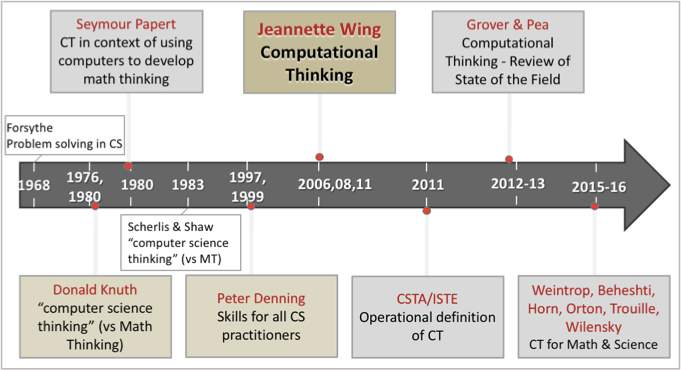 Seymour Papert
CT in context of using
computers to develop
math thinking
Jeannette Wing
Computational
Thinking
Grover & Pea
Computational
Thinking - Review of
State of the Field
Forsythe
Problem solving in CS
1968
1976,
1980
1980
1983
1997,
1999
2006,08,11
2011
2012-13
2015-16
Scherlis & Shaw
“computer science
thinking” (vs MT)
Donald Knuth
“computer science
thinking” (vs Math
Thinking)
Peter Denning
Skills for all CS
practitioners
CSTA/ISTE
Operational definition
of CT
Weintrop, Beheshti,
Horn, Orton, Trouille,
Wilensky
CT for Math & Science